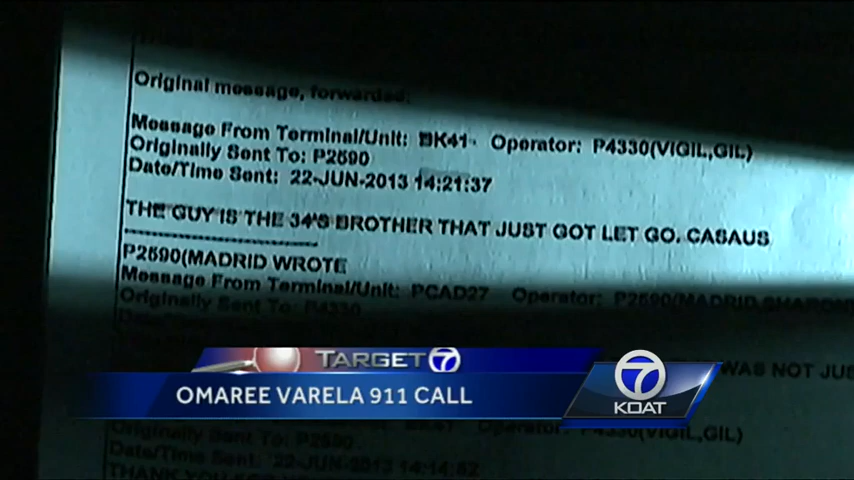 Original message, forwarded:
Message From Terminal/Unit: BK41 Operator: P4330(VIGIL,GIL)
Originally Sent To: P2590
Date/Time Sent: 22-JUN-2013 14:21:37
THE GUY IS THE 34'S BROTHER THAT JUST GOT LET GO. CASAUS
--------------------
P2590(MADRID WROTE
Message From Terminal/Unit: PCAD27 Operator: P2590(MADRID,SHARON)
Originally Sent To: P4330
WAS NOT JUS
TARGET 7
OMAREE VARELA 911 CALL
7
KOAT
Operator: P4330(VIGIL,GIL)
Originally Sent To: P2590
Date/Time Sent: 22-JUN-2013 14:14:52
THANK YOU